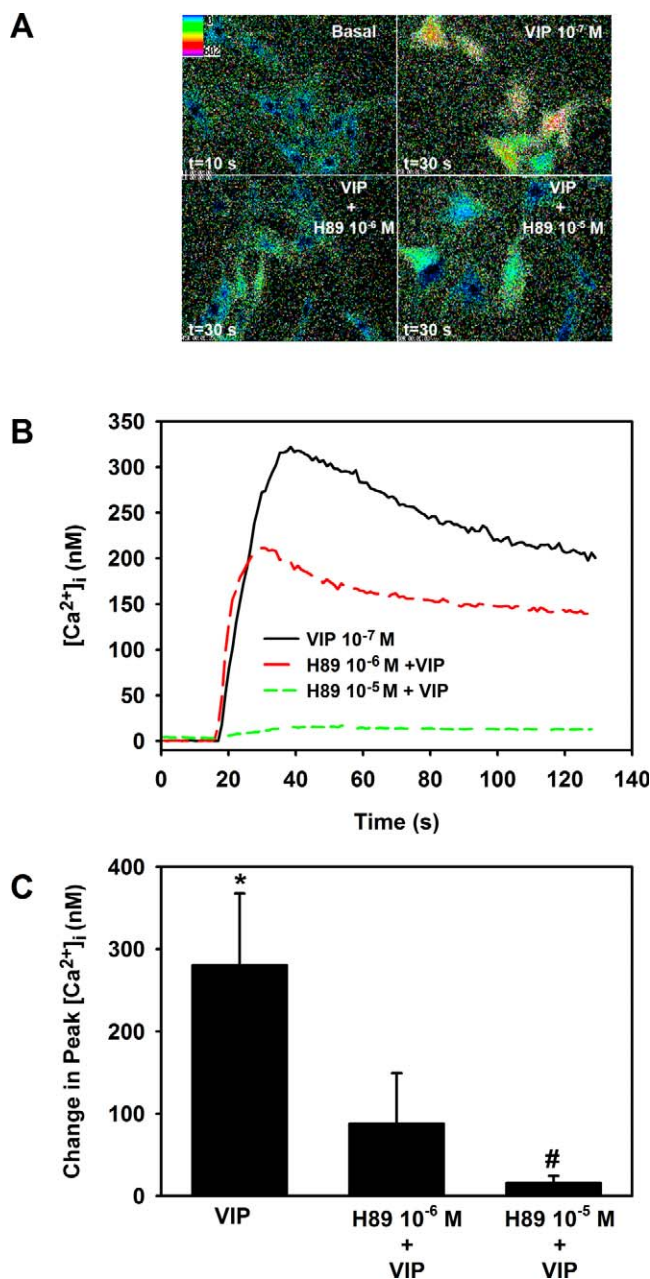 A
Basal
VIP 10-7 M
t=10 s
t=30 s
VIP
+
H89 10-6 M
VIP
+
H89 10-5 M
t=30 s
t=30 s
B
350
300
250
200
150
100
50
0
[Ca2+]i (nM)
VIP 10-7 M
H89 10-6 M +VIP
H89 10-5 M + VIP
0 20 40 60 80 100 120 140
Time (s)
C
400
300
200
100
0
Change in Peak [Ca2+]i (nM)
*
#
VIP
H89 10-6 M
+
VIP
H89 10-5 M
+
VIP